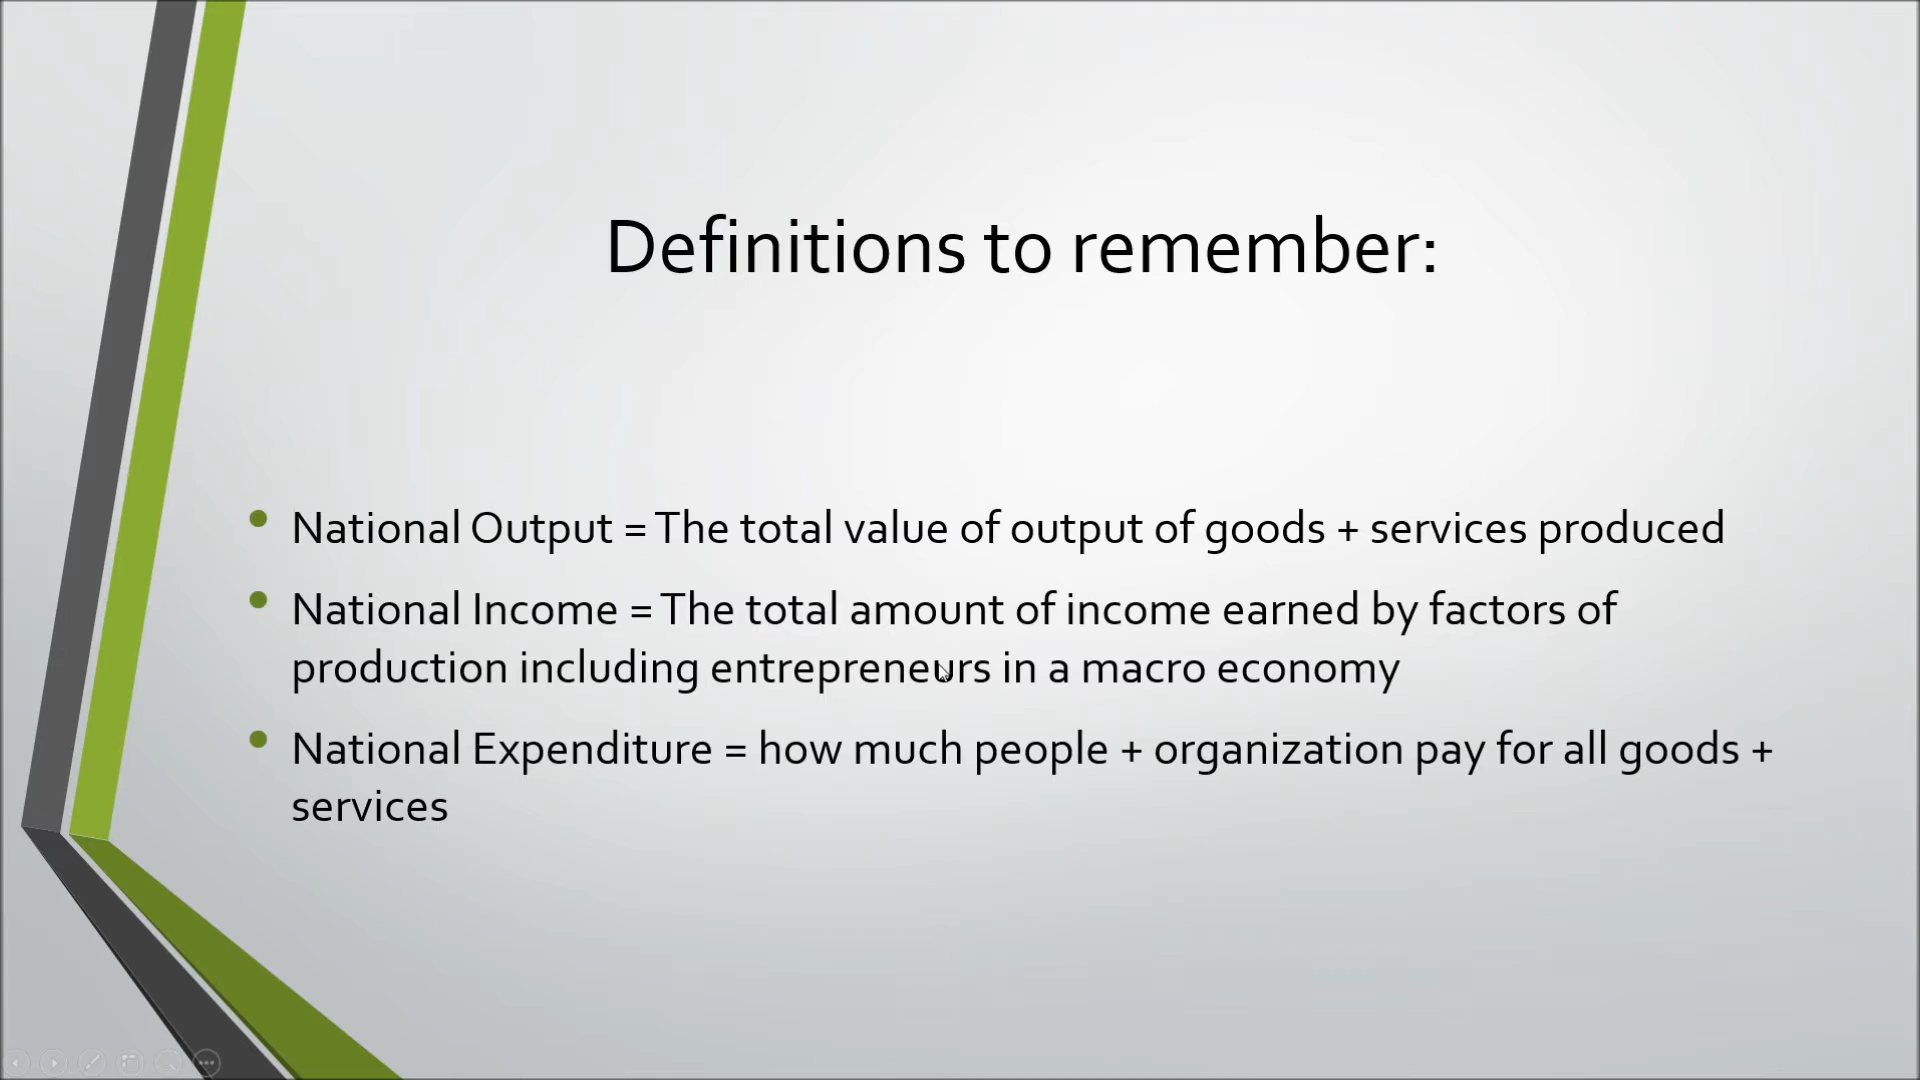 Definitions to remember:
National Output = The total value of output of goods + services produced
National Income = The total amount of income earned by factors of
production including entrepreneurs in a macro economy
National Expenditure = how much people + organization pay for all goods +
services